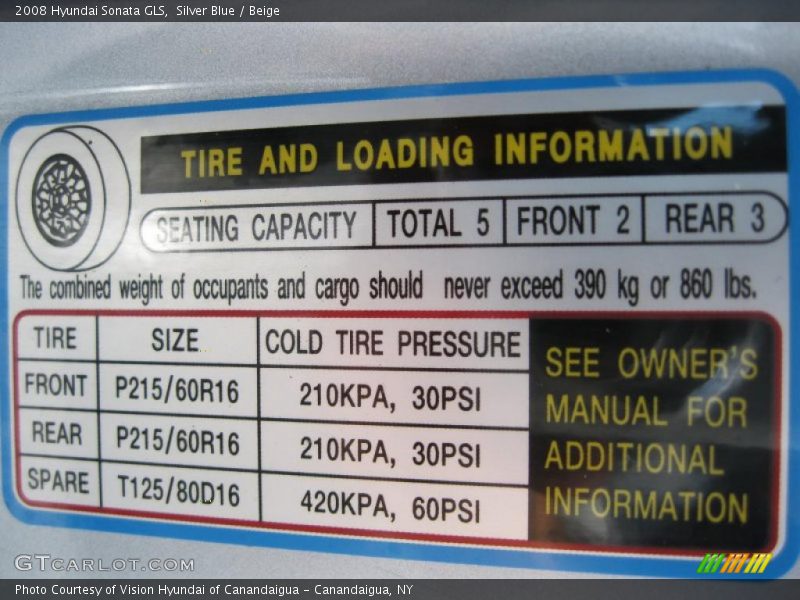 2008 Hyundai Sonata GLS,  Silver Blue / Beige
TIRE AND LOADING INFORMATION
SEATING CAPACITY TOTAL 5 FRONT 2 REAR 3
The combined weight of occupants and cargo should never exceed 390 kg or 860 lbs.
TIRE SIZE COLD TIRE PRESSURE
FRONT P215/60R16 210KPA, 30PSI
REAR P215/60R16 210KPA, 30PSI
SPARE T125/80D16 420KPA, 60PSI
SEE OWNER'S
MANUAL FOR
ADDITIONAL
INFORMATION
GTcarlot.com
Photo Courtesy of Vision Hyundai of Canandaigua - Canandaigua, NY